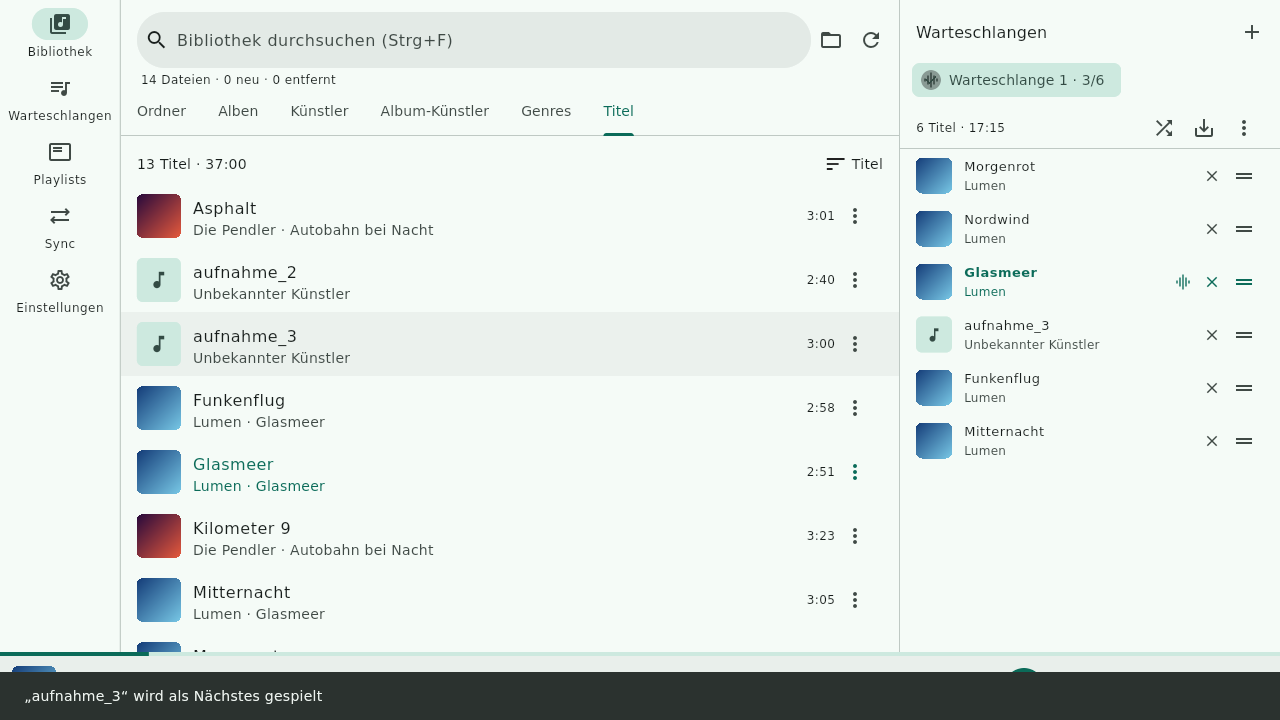 Bibliothek
Warteschlangen
Playlists
Sync
Einstellungen
Bibliothek durchsuchen (Strg+F)
14 Dateien · 0 neu · 0 entfernt
Ordner
Alben
Künstler
Album-Künstler
Genres
Titel
13 Titel · 37:00
Titel
Asphalt
Die Pendler · Autobahn bei Nacht
3:01
aufnahme_2
Unbekannter Künstler
2:40
aufnahme_3
Unbekannter Künstler
3:00
Funkenflug
Lumen · Glasmeer
2:58
Glasmeer
Lumen · Glasmeer
2:51
Kilometer 9
Die Pendler · Autobahn bei Nacht
3:23
Mitternacht
Lumen · Glasmeer
3:05
Warteschlangen
Warteschlange 1 · 3/6
6 Titel · 17:15
Morgenrot
Lumen
Nordwind
Lumen
Glasmeer
Lumen
aufnahme_3
Unbekannter Künstler
Funkenflug
Lumen
Mitternacht
Lumen
„aufnahme_3“ wird als Nächstes gespielt